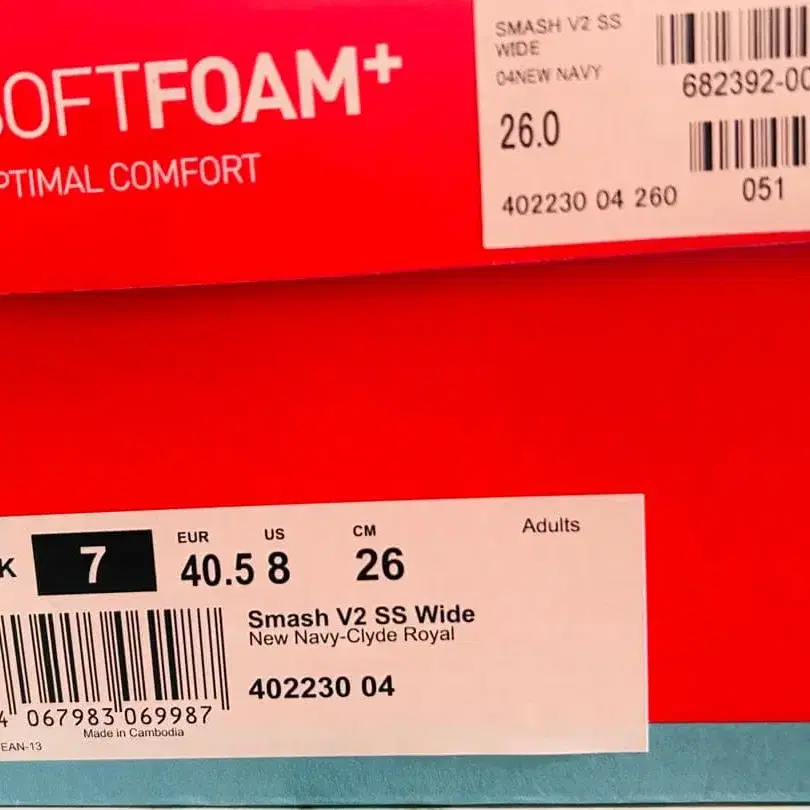 SOFTFOAM+
OPTIMAL COMFORT
SMASH V2 SS
WIDE
04NEW NAVY
26.0
402230 04 260
682392-00
051
K 7 EUR 40.5 US 8 CM 26
Adults
Smash V2 SS Wide
New Navy-Clyde Royal
402230 04
4 067983 069987
Made in Cambodia
EAN-13